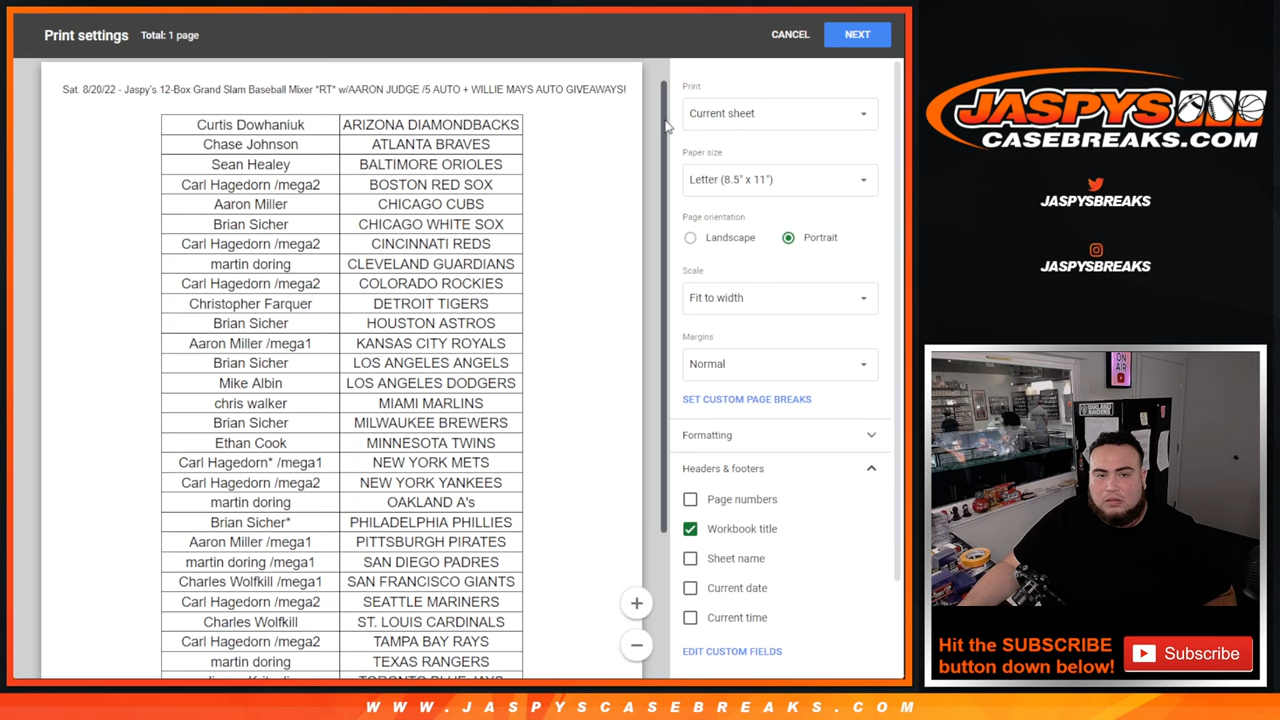 Print settings Total: 1 page CANCEL NEXT
Sat. 8/20/22 - Jaspy's 12-Box Grand Slam Baseball Mixer *RT* w/AARON JUDGE /5 AUTO + WILLIE MAYS AUTO GIVEAWAYS!
Curtis Dowhaniuk ARIZONA DIAMONDBACKS
Chase Johnson ATLANTA BRAVES
Sean Healey BALTIMORE ORIOLES
Carl Hagedorn /mega2 BOSTON RED SOX
Aaron Miller CHICAGO CUBS
Brian Sicher CHICAGO WHITE SOX
Carl Hagedorn /mega2 CINCINNATI REDS
martin doring CLEVELAND GUARDIANS
Carl Hagedorn /mega2 COLORADO ROCKIES
Christopher Farquer DETROIT TIGERS
Brian Sicher HOUSTON ASTROS
Aaron Miller /mega1 KANSAS CITY ROYALS
Brian Sicher LOS ANGELES ANGELS
Mike Albin LOS ANGELES DODGERS
chris walker MIAMI MARLINS
Brian Sicher MILWAUKEE BREWERS
Ethan Cook MINNESOTA TWINS
Carl Hagedorn* /mega1 NEW YORK METS
Carl Hagedorn /mega2 NEW YORK YANKEES
martin doring OAKLAND A's
Brian Sicher* PHILADELPHIA PHILLIES
Aaron Miller /mega1 PITTSBURGH PIRATES
martin doring /mega1 SAN DIEGO PADRES
Charles Wolfkill /mega1 SAN FRANCISCO GIANTS
Carl Hagedorn /mega2 SEATTLE MARINERS
Charles Wolfkill ST. LOUIS CARDINALS
Carl Hagedorn /mega2 TAMPA BAY RAYS
martin doring TEXAS RANGERS
TORONTO BLUE JAYS
Print
Current sheet
Paper size
Letter (8.5" x 11")
Page orientation
Landscape Portrait
Scale
Fit to width
Margins
Normal
SET CUSTOM PAGE BREAKS
Formatting
Headers & footers
Page numbers
Workbook title
Sheet name
Current date
Current time
EDIT CUSTOM FIELDS
JASPYS
CASEBREAKS.COM
JASPYSBREAKS
JASPYSBREAKS
ON
AIR
OAKLAND
RAIDERS
Hit the SUBSCRIBE
button down below!
Subscribe
WWW.JASPYSCASEBREAKS.COM